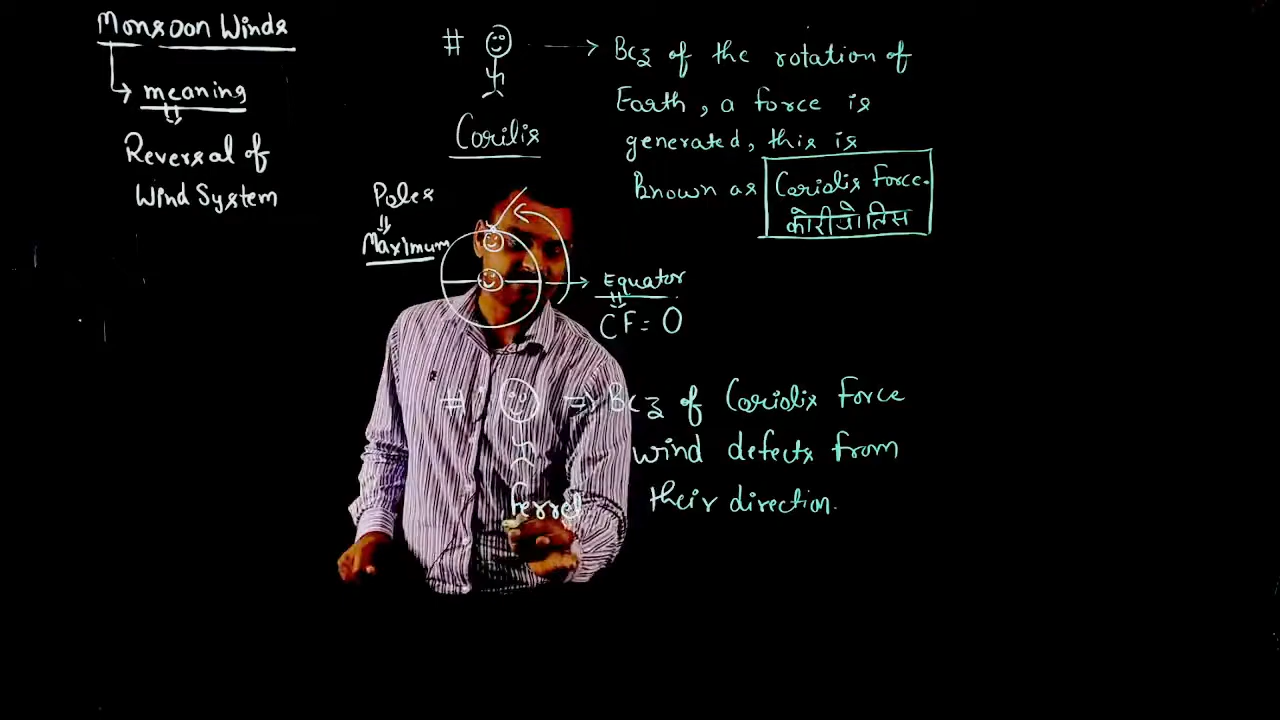 Monsoon Winds
meaning
Reversal of
Wind System
# → Bcz of the rotation of
Earth, a force is
generated, this is
Known as Coriolis Force.
कोरीयोलिस
Corilis
Poles
Maximum
→ Equator
CF = 0
# ⇒ Bcz of Coriolis Force
wind defects from
their direction.
ferrel